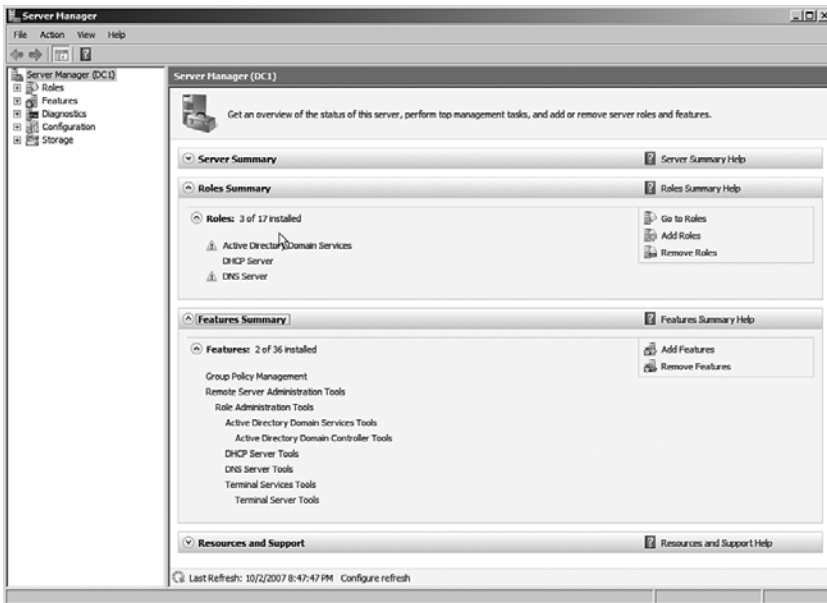 Server Manager
File Action View Help
Server Manager (DC1)
Roles
Features
Diagnostics
Configuration
Storage
Server Manager (DC1)
Get an overview of the status of this server, perform top management tasks, and add or remove server roles and features.
Server Summary
Server Summary Help
Roles Summary
Roles Summary Help
Roles: 3 of 17 installed
Go to Roles
Add Roles
Remove Roles
Active Directory Domain Services
DHCP Server
DNS Server
Features Summary
Features Summary Help
Features: 2 of 36 installed
Add Features
Remove Features
Group Policy Management
Remote Server Administration Tools
Role Administration Tools
Active Directory Domain Services Tools
Active Directory Domain Controller Tools
DHCP Server Tools
DNS Server Tools
Terminal Services Tools
Terminal Server Tools
Resources and Support
Resources and Support Help
Last Refresh: 10/2/2007 8:47:47 PM Configure refresh